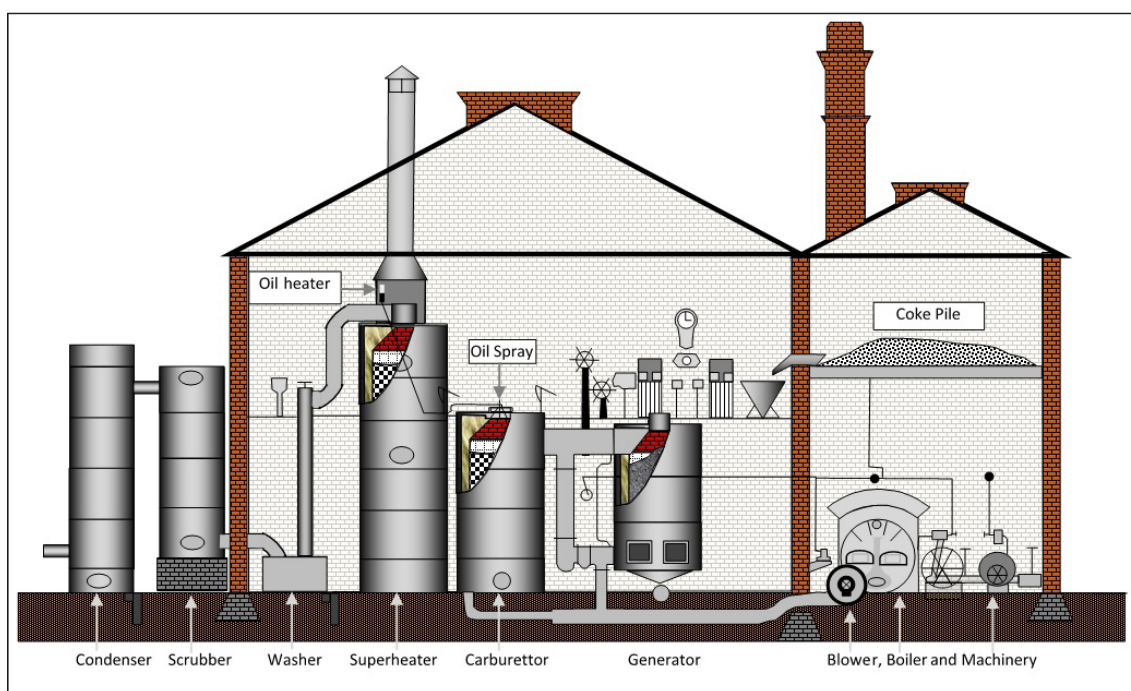 Oil heater
Coke Pile
Oil Spray
Condenser
Scrubber
Washer
Superheater
Carburettor
Generator
Blower, Boiler and Machinery